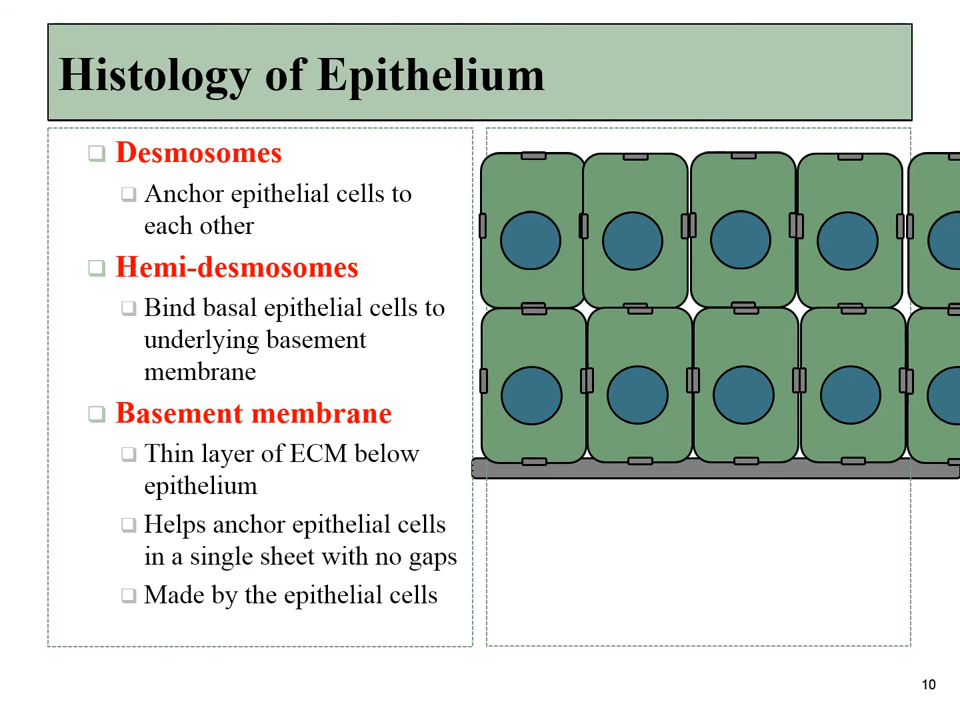 Histology of Epithelium
Desmosomes
Anchor epithelial cells to
each other
Hemi-desmosomes
Bind basal epithelial cells to
underlying basement
membrane
Basement membrane
Thin layer of ECM below
epithelium
Helps anchor epithelial cells
in a single sheet with no gaps
Made by the epithelial cells
10